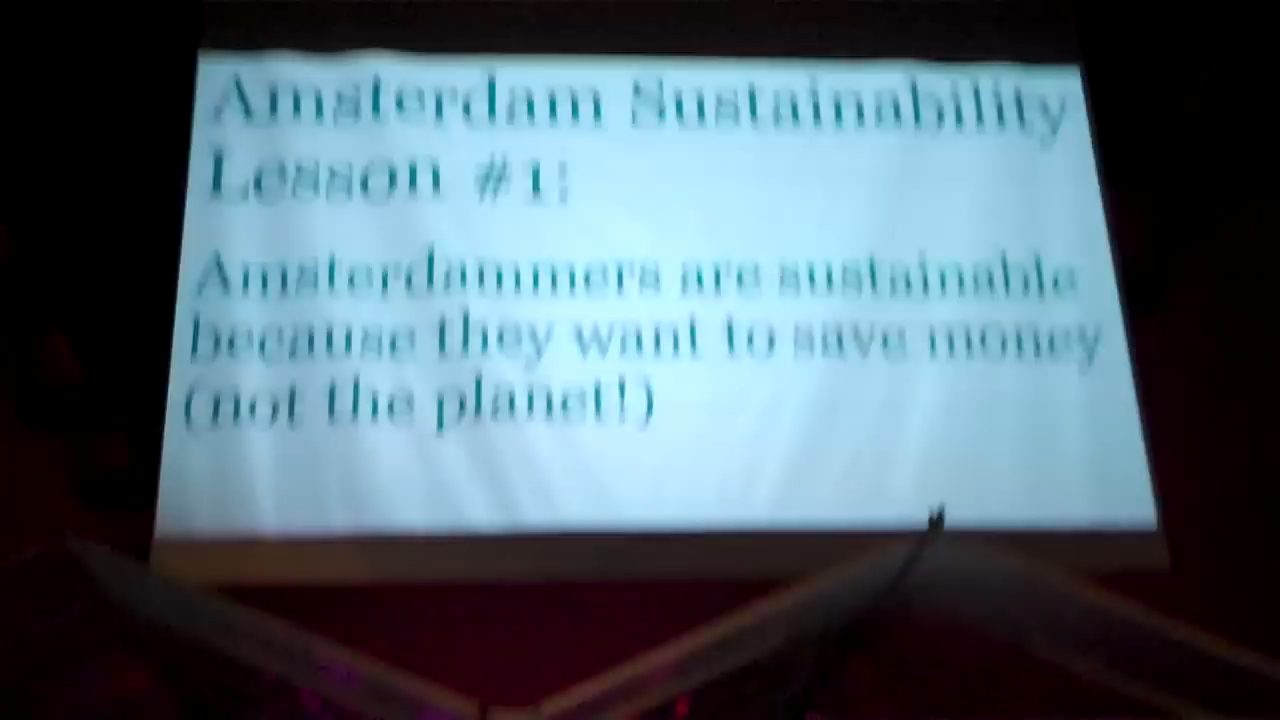 Amsterdam Sustainability
Lesson #1:
Amsterdammers are sustainable
because they want to save money
(not the planet!)